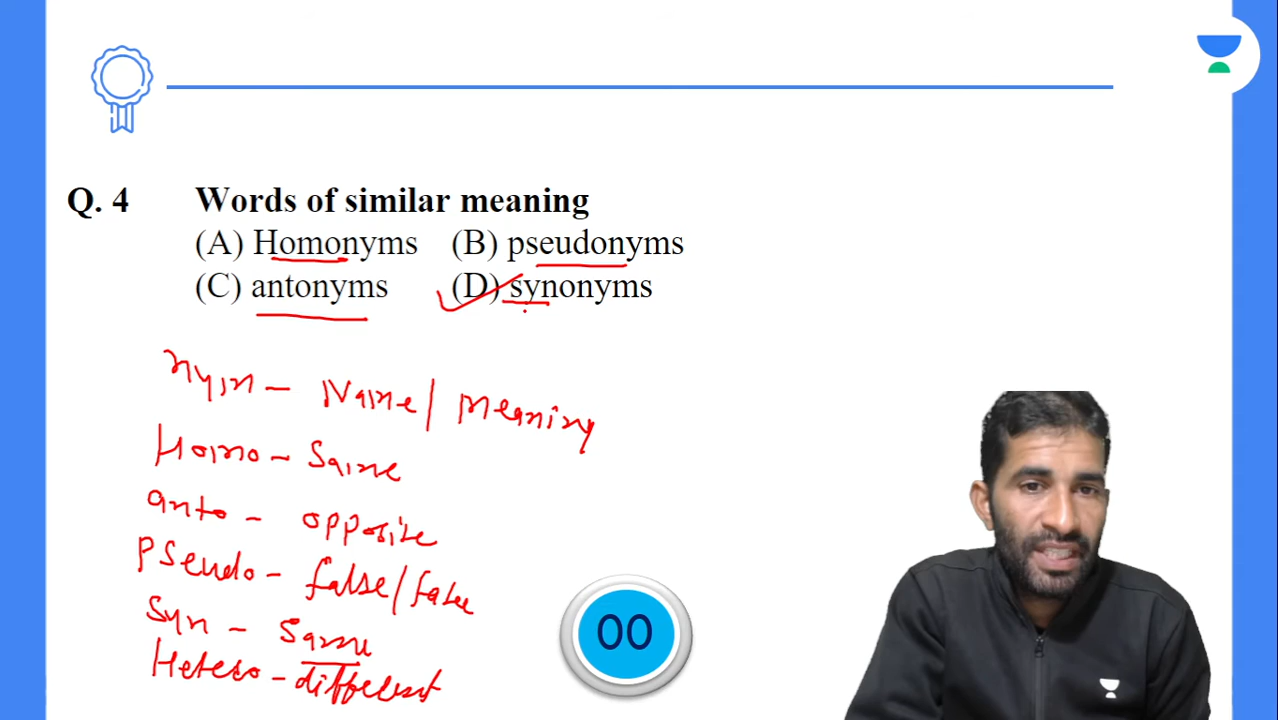 Q. 4 Words of similar meaning
(A) Homonyms (B) pseudonyms
(C) antonyms (D) synonyms
nym - Name / Meaning
Homo - Same
anto - opposite
Pseudo - false / fake
Syn - Same
Hetero - different
00